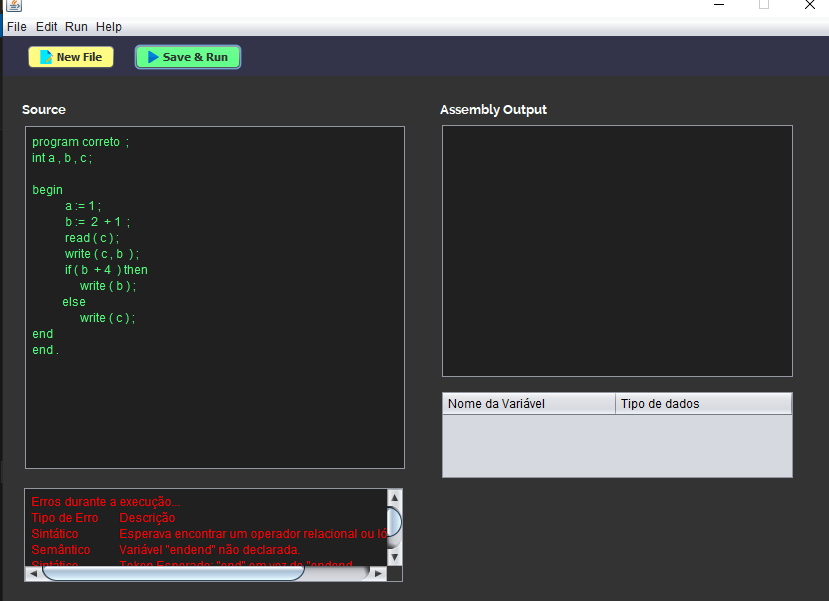 File Edit Run Help
New File Save & Run
Source
program correto ;
int a , b , c ;
begin
a := 1 ;
b := 2 + 1 ;
read ( c ) ;
write ( c , b ) ;
if ( b + 4 ) then
write ( b ) ;
else
write ( c ) ;
end
end .
Erros durante a execução...
Tipo de Erro Descrição
Sintático Esperava encontrar um operador relacional ou ló
Semântico Variável "endend" não declarada.
Sintático Token Esperado: "end" em vez de "endend
Assembly Output
Nome da Variável Tipo de dados